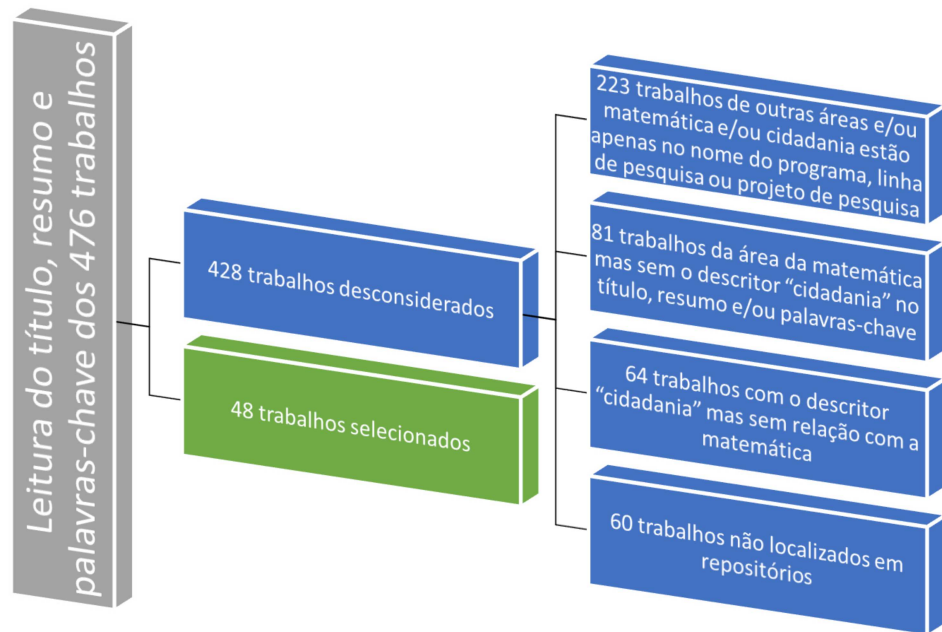 Leitura do título, resumo e
palavras-chave dos 476 trabalhos
428 trabalhos desconsiderados
48 trabalhos selecionados
223 trabalhos de outras áreas e/ou
matemática e/ou cidadania estão
apenas no nome do programa, linha
de pesquisa ou projeto de pesquisa
81 trabalhos da área da matemática
mas sem o descritor “cidadania” no
título, resumo e/ou palavras-chave
64 trabalhos com o descritor
“cidadania” mas sem relação com a
matemática
60 trabalhos não localizados em
repositórios